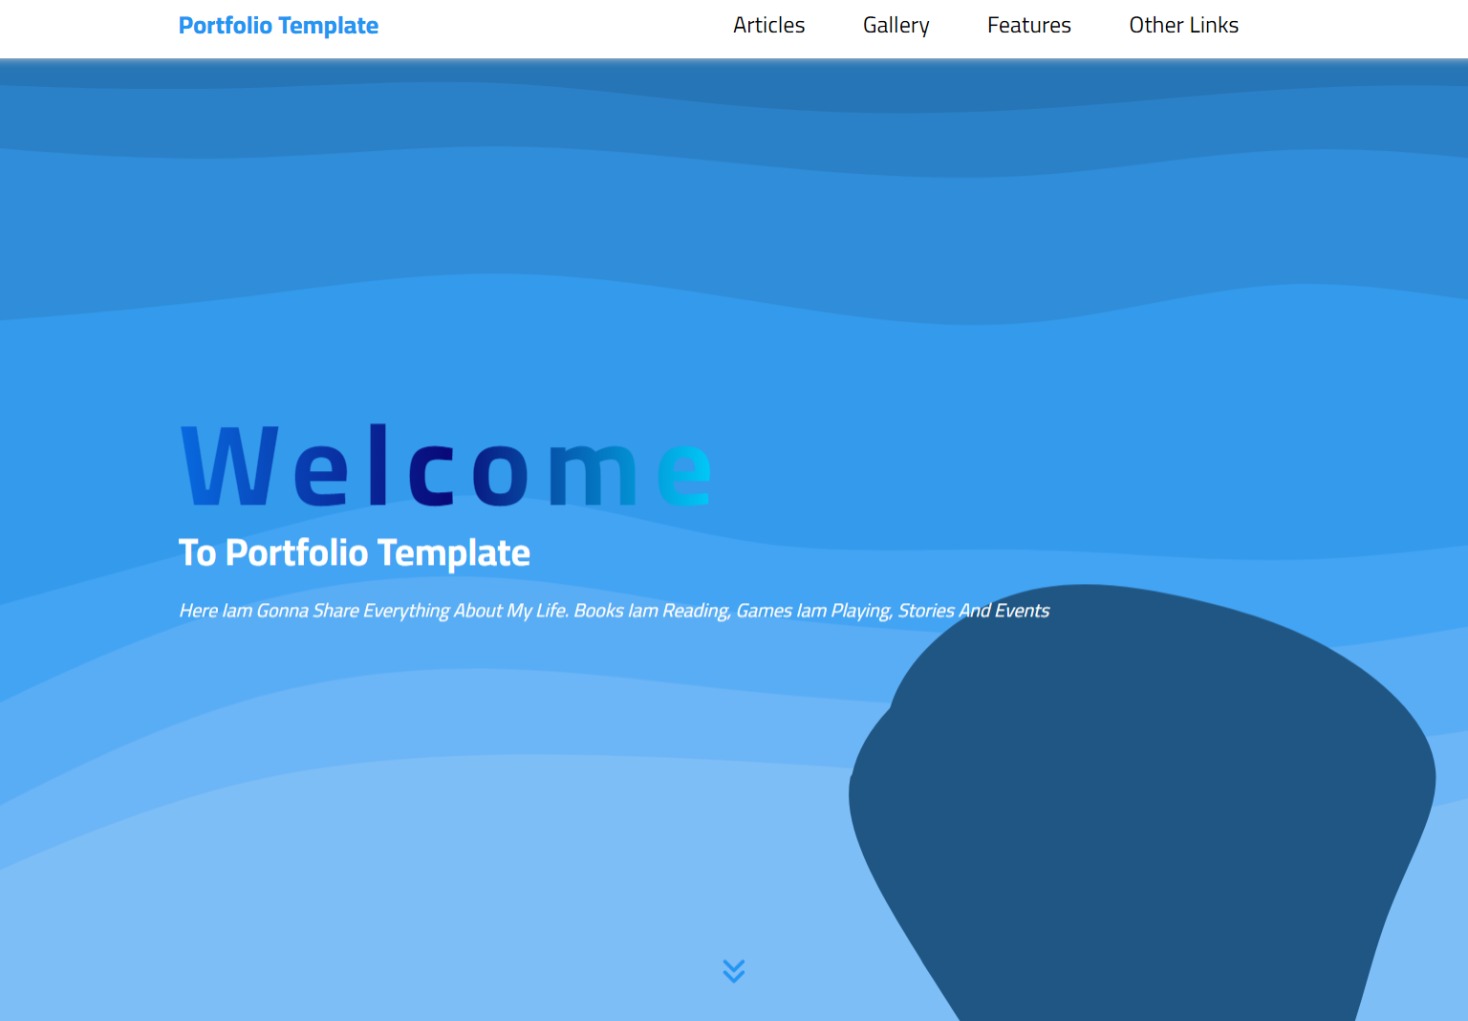 Portfolio Template
Articles Gallery Features Other Links
Welcome
To Portfolio Template
Here Iam Gonna Share Everything About My Life. Books Iam Reading, Games Iam Playing, Stories And Events